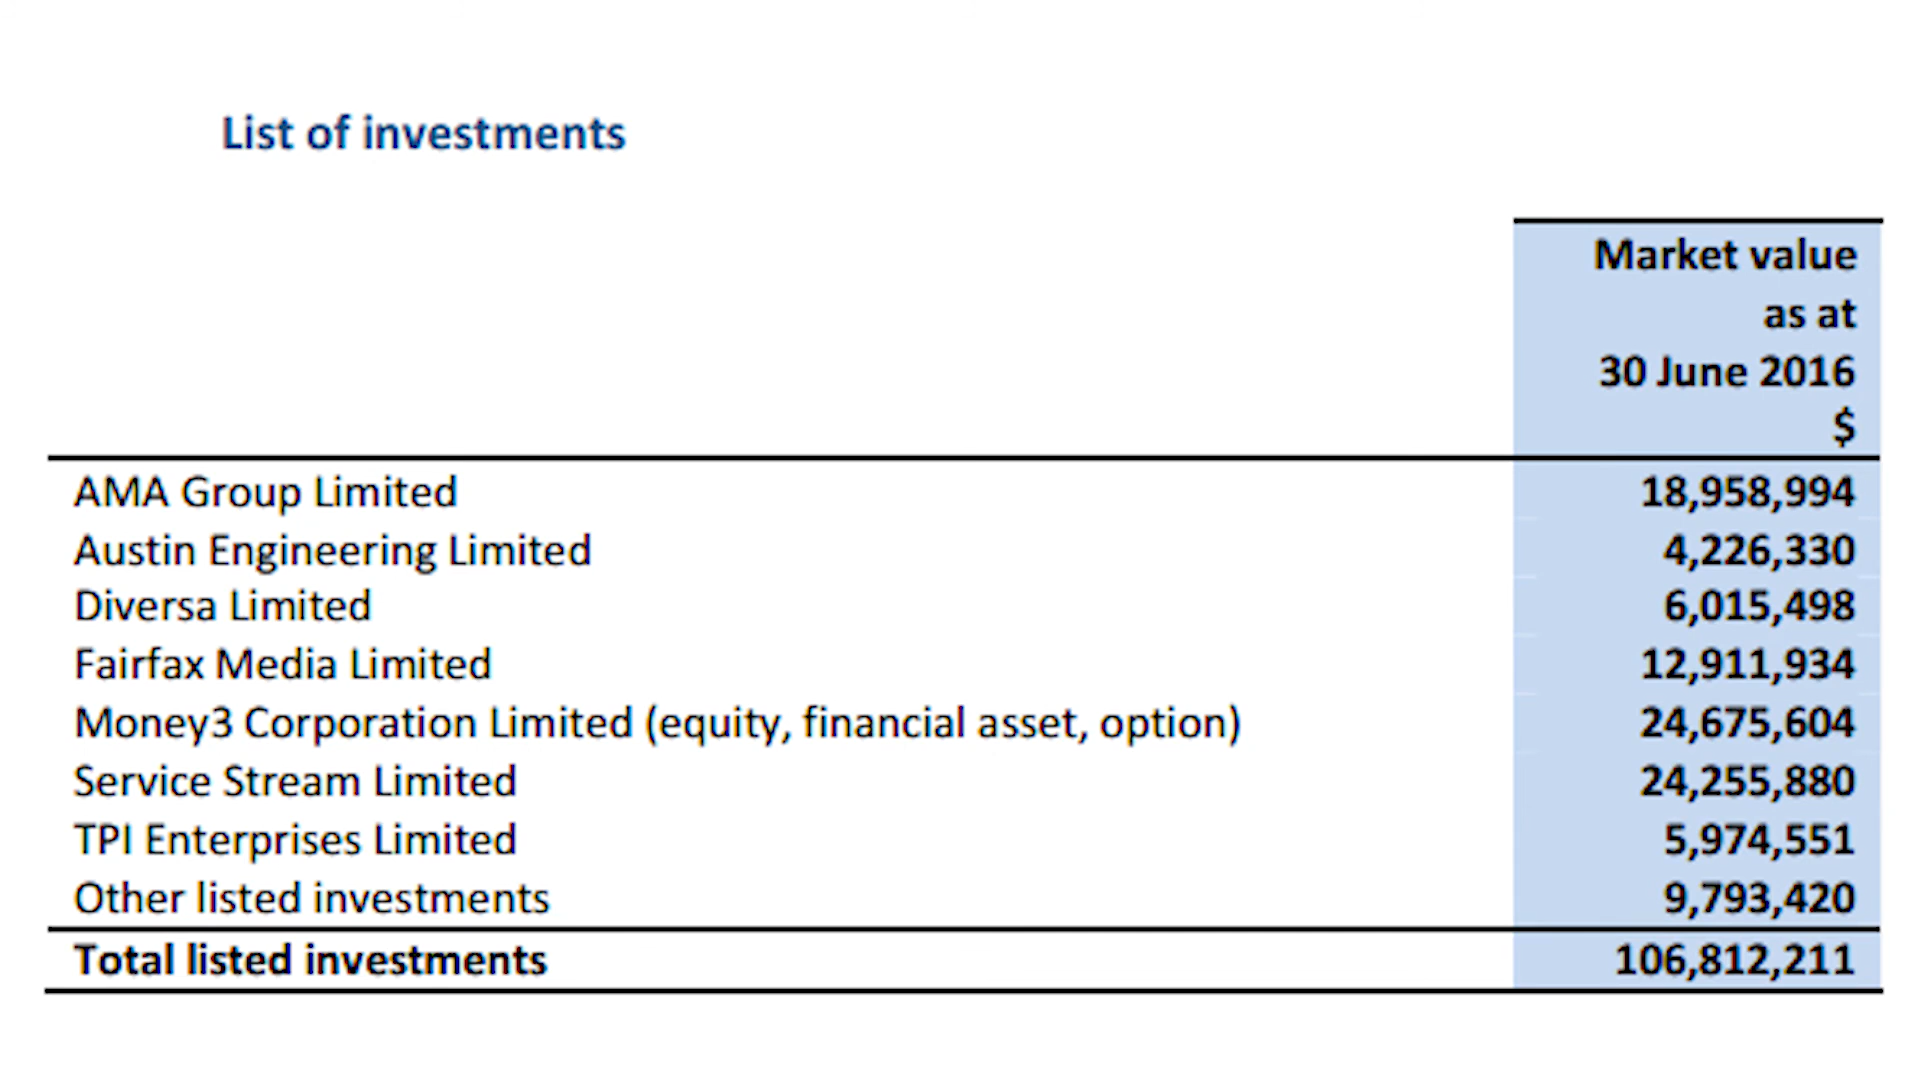 List of investments
Market value
as at
30 June 2016
$
AMA Group Limited 18,958,994
Austin Engineering Limited 4,226,330
Diversa Limited 6,015,498
Fairfax Media Limited 12,911,934
Money3 Corporation Limited (equity, financial asset, option) 24,675,604
Service Stream Limited 24,255,880
TPI Enterprises Limited 5,974,551
Other listed investments 9,793,420
Total listed investments 106,812,211